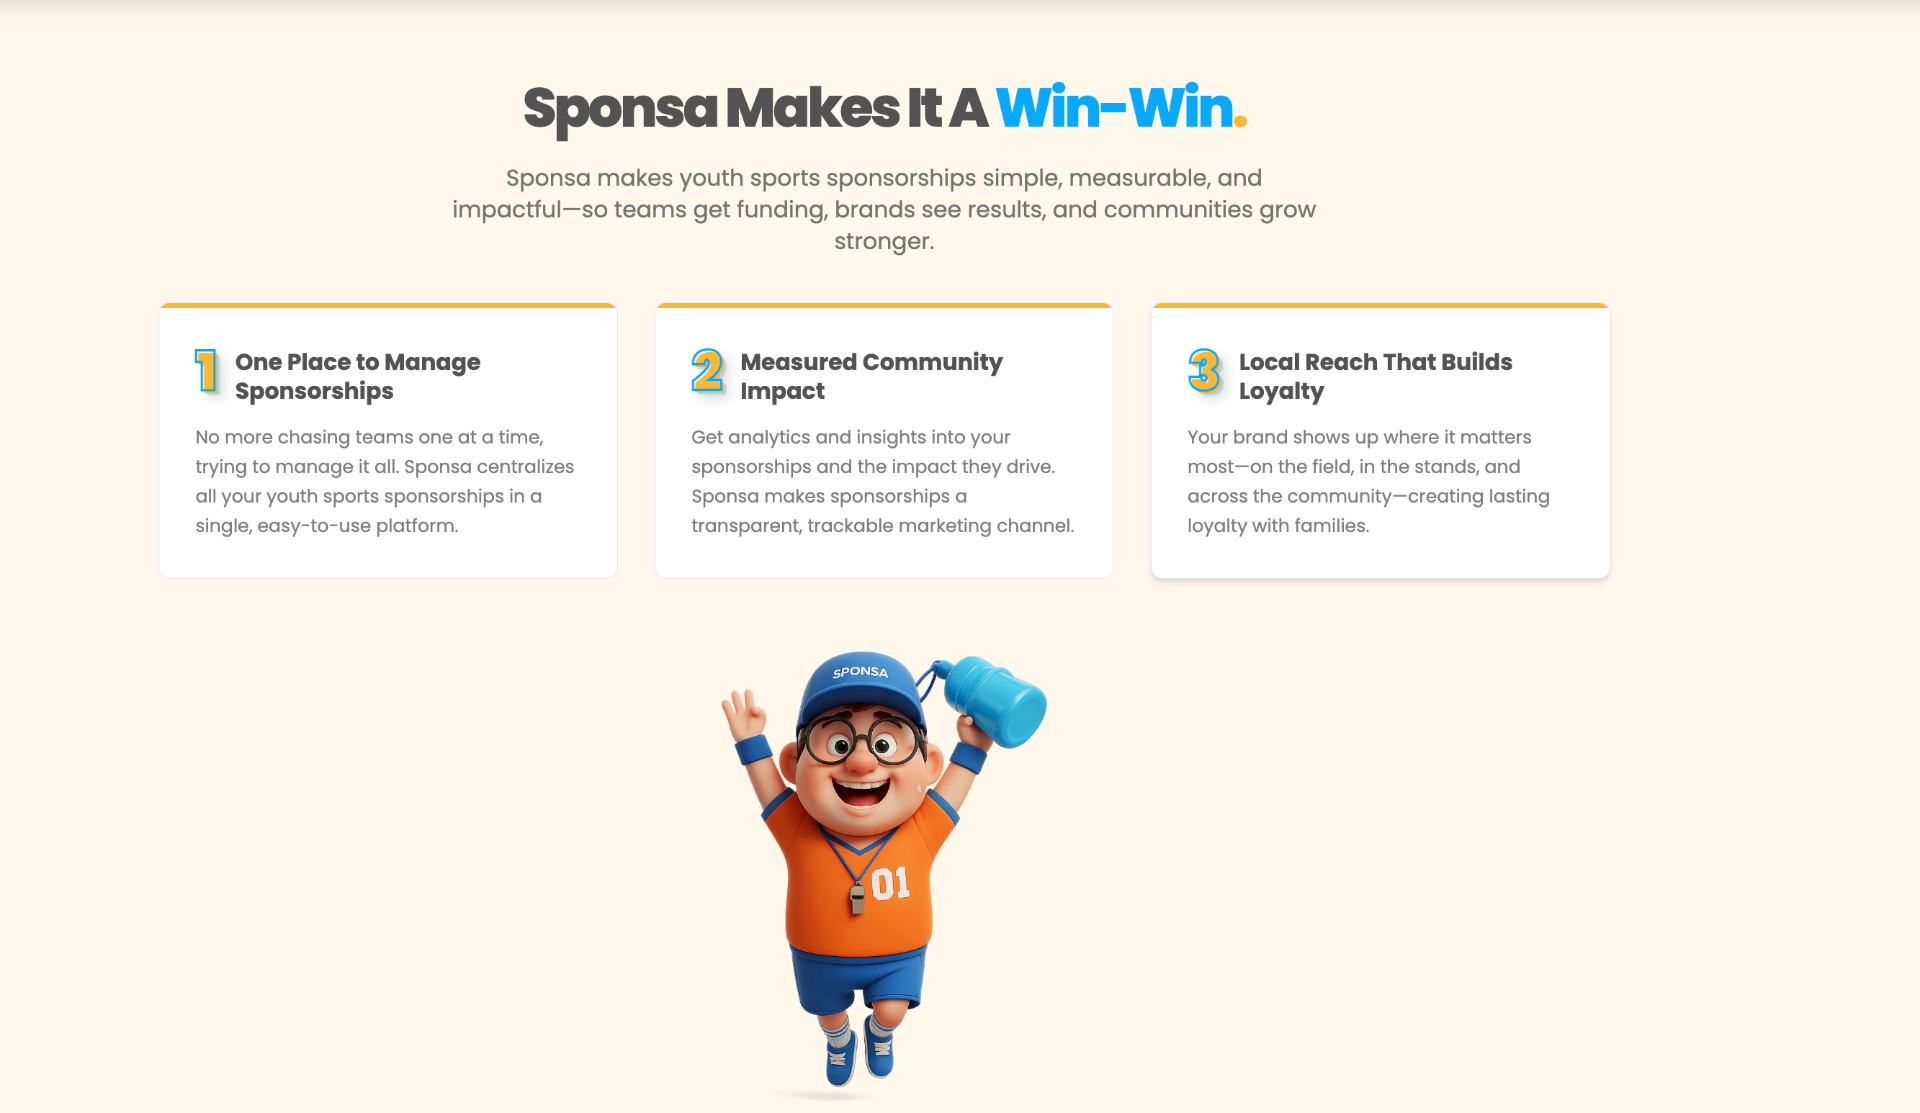 Sponsa Makes It A Win-Win.
Sponsa makes youth sports sponsorships simple, measurable, and
impactful—so teams get funding, brands see results, and communities grow
stronger.
1
One Place to Manage
Sponsorships
No more chasing teams one at a time,
trying to manage it all. Sponsa centralizes
all your youth sports sponsorships in a
single, easy-to-use platform.
2
Measured Community
Impact
Get analytics and insights into your
sponsorships and the impact they drive.
Sponsa makes sponsorships a
transparent, trackable marketing channel.
3
Local Reach That Builds
Loyalty
Your brand shows up where it matters
most—on the field, in the stands, and
across the community—creating lasting
loyalty with families.
SPONSA
01